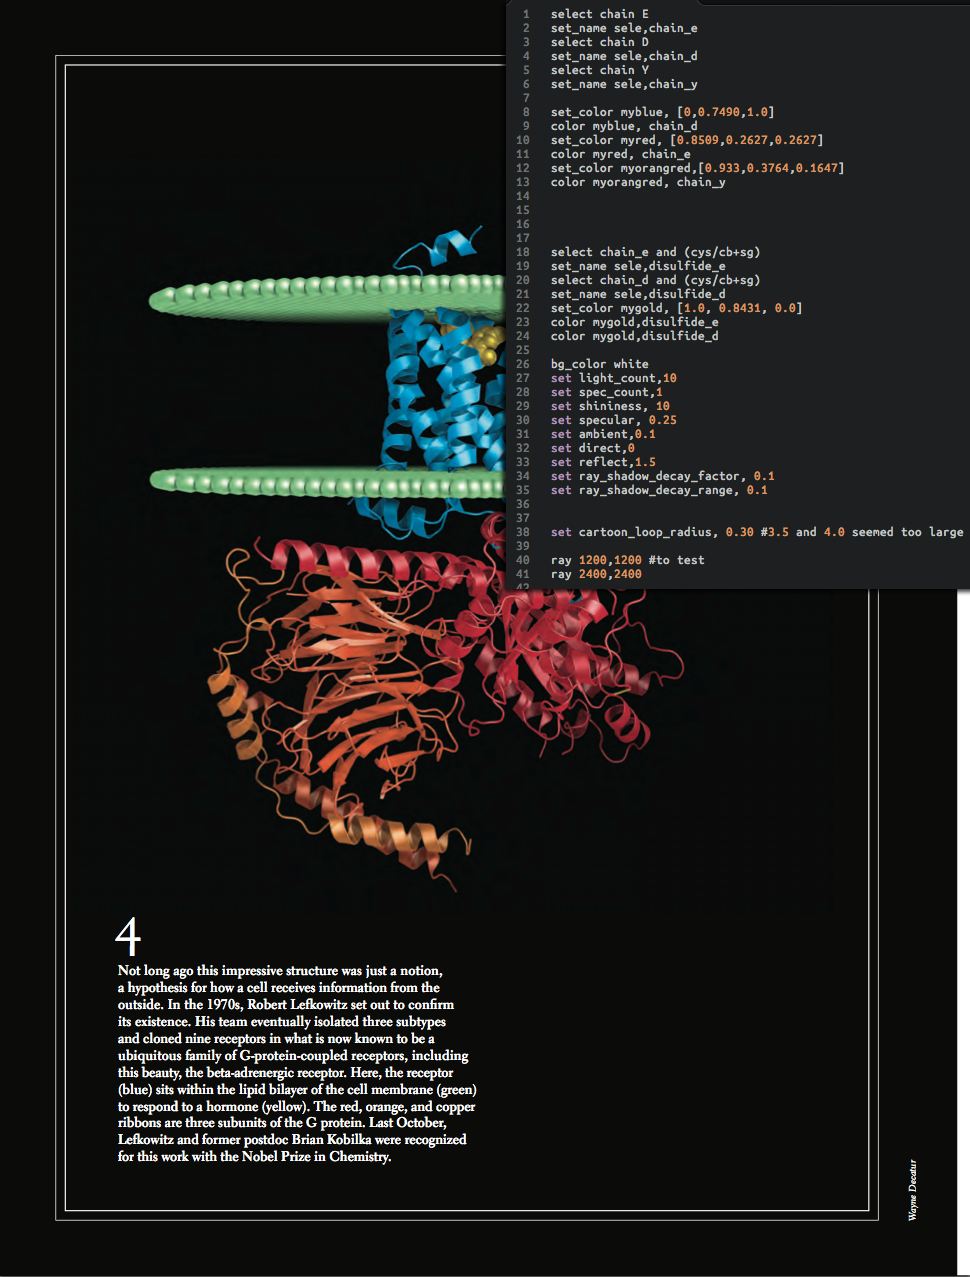 1 select chain E
2 set_name sele,chain_e
3 select chain D
4 set_name sele,chain_d
5 select chain Y
6 set_name sele,chain_y
7
8 set_color myblue, [0,0.7490,1.0]
9 color myblue, chain_d
10 set_color myred, [0.8509,0.2627,0.2627]
11 color myred, chain_e
12 set_color myorangred,[0.933,0.3764,0.1647]
13 color myorangred, chain_y
14
15
16
17
18 select chain_e and (cys/cb+sg)
19 set_name sele,disulfide_e
20 select chain_d and (cys/cb+sg)
21 set_name sele,disulfide_d
22 set_color mygold, [1.0, 0.8431, 0.0]
23 color mygold,disulfide_e
24 color mygold,disulfide_d
25
26 bg_color white
27 set light_count,10
28 set spec_count,1
29 set shininess, 10
30 set specular, 0.25
31 set ambient,0.1
32 set direct,0
33 set reflect,1.5
34 set ray_shadow_decay_factor, 0.1
35 set ray_shadow_decay_range, 0.1
36
37
38 set cartoon_loop_radius, 0.30 #3.5 and 4.0 seemed too large
39
40 ray 1200,1200 #to test
41 ray 2400,2400
42
4
Not long ago this impressive structure was just a notion,
a hypothesis for how a cell receives information from the
outside. In the 1970s, Robert Lefkowitz set out to confirm
its existence. His team eventually isolated three subtypes
and cloned nine receptors in what is now known to be a
ubiquitous family of G-protein-coupled receptors, including
this beauty, the beta-adrenergic receptor. Here, the receptor
(blue) sits within the lipid bilayer of the cell membrane (green)
to respond to a hormone (yellow). The red, orange, and copper
ribbons are three subunits of the G protein. Last October,
Lefkowitz and former postdoc Brian Kobilka were recognized
for this work with the Nobel Prize in Chemistry.
Wayne Decatur